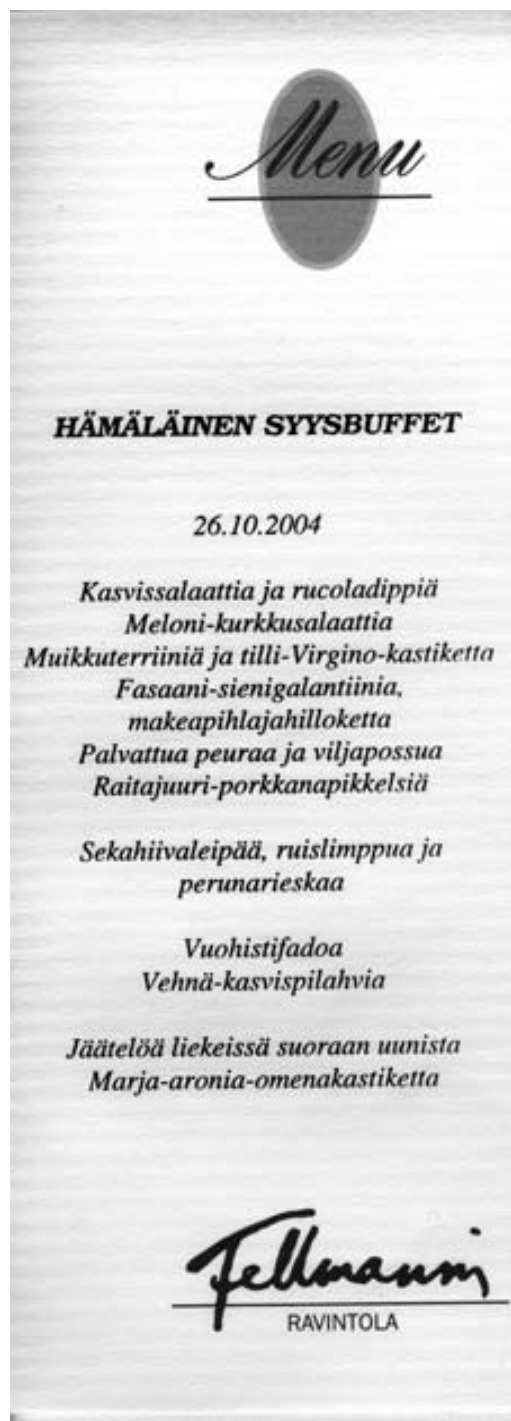 Menu
HÄMÄLÄINEN SYYSBUFFET
26.10.2004
Kasvissalaattia ja rucoladippiä
Meloni-kurkkusalaattia
Muikkuterriiniä ja tilli-Virgino-kastiketta
Fasaani-sienigalantiinia,
makeapihlajahilloketta
Palvattua peuraa ja viljapossua
Raitajuuri-porkkanapikkelsiä
Sekahiivaleipää, ruislimppua ja
perunarieskaa
Vuohistifadoa
Vehnä-kasvispilahvia
Jäätelöä liekeissä suoraan uunista
Marja-aronia-omenakastiketta
Fellmanni
RAVINTOLA